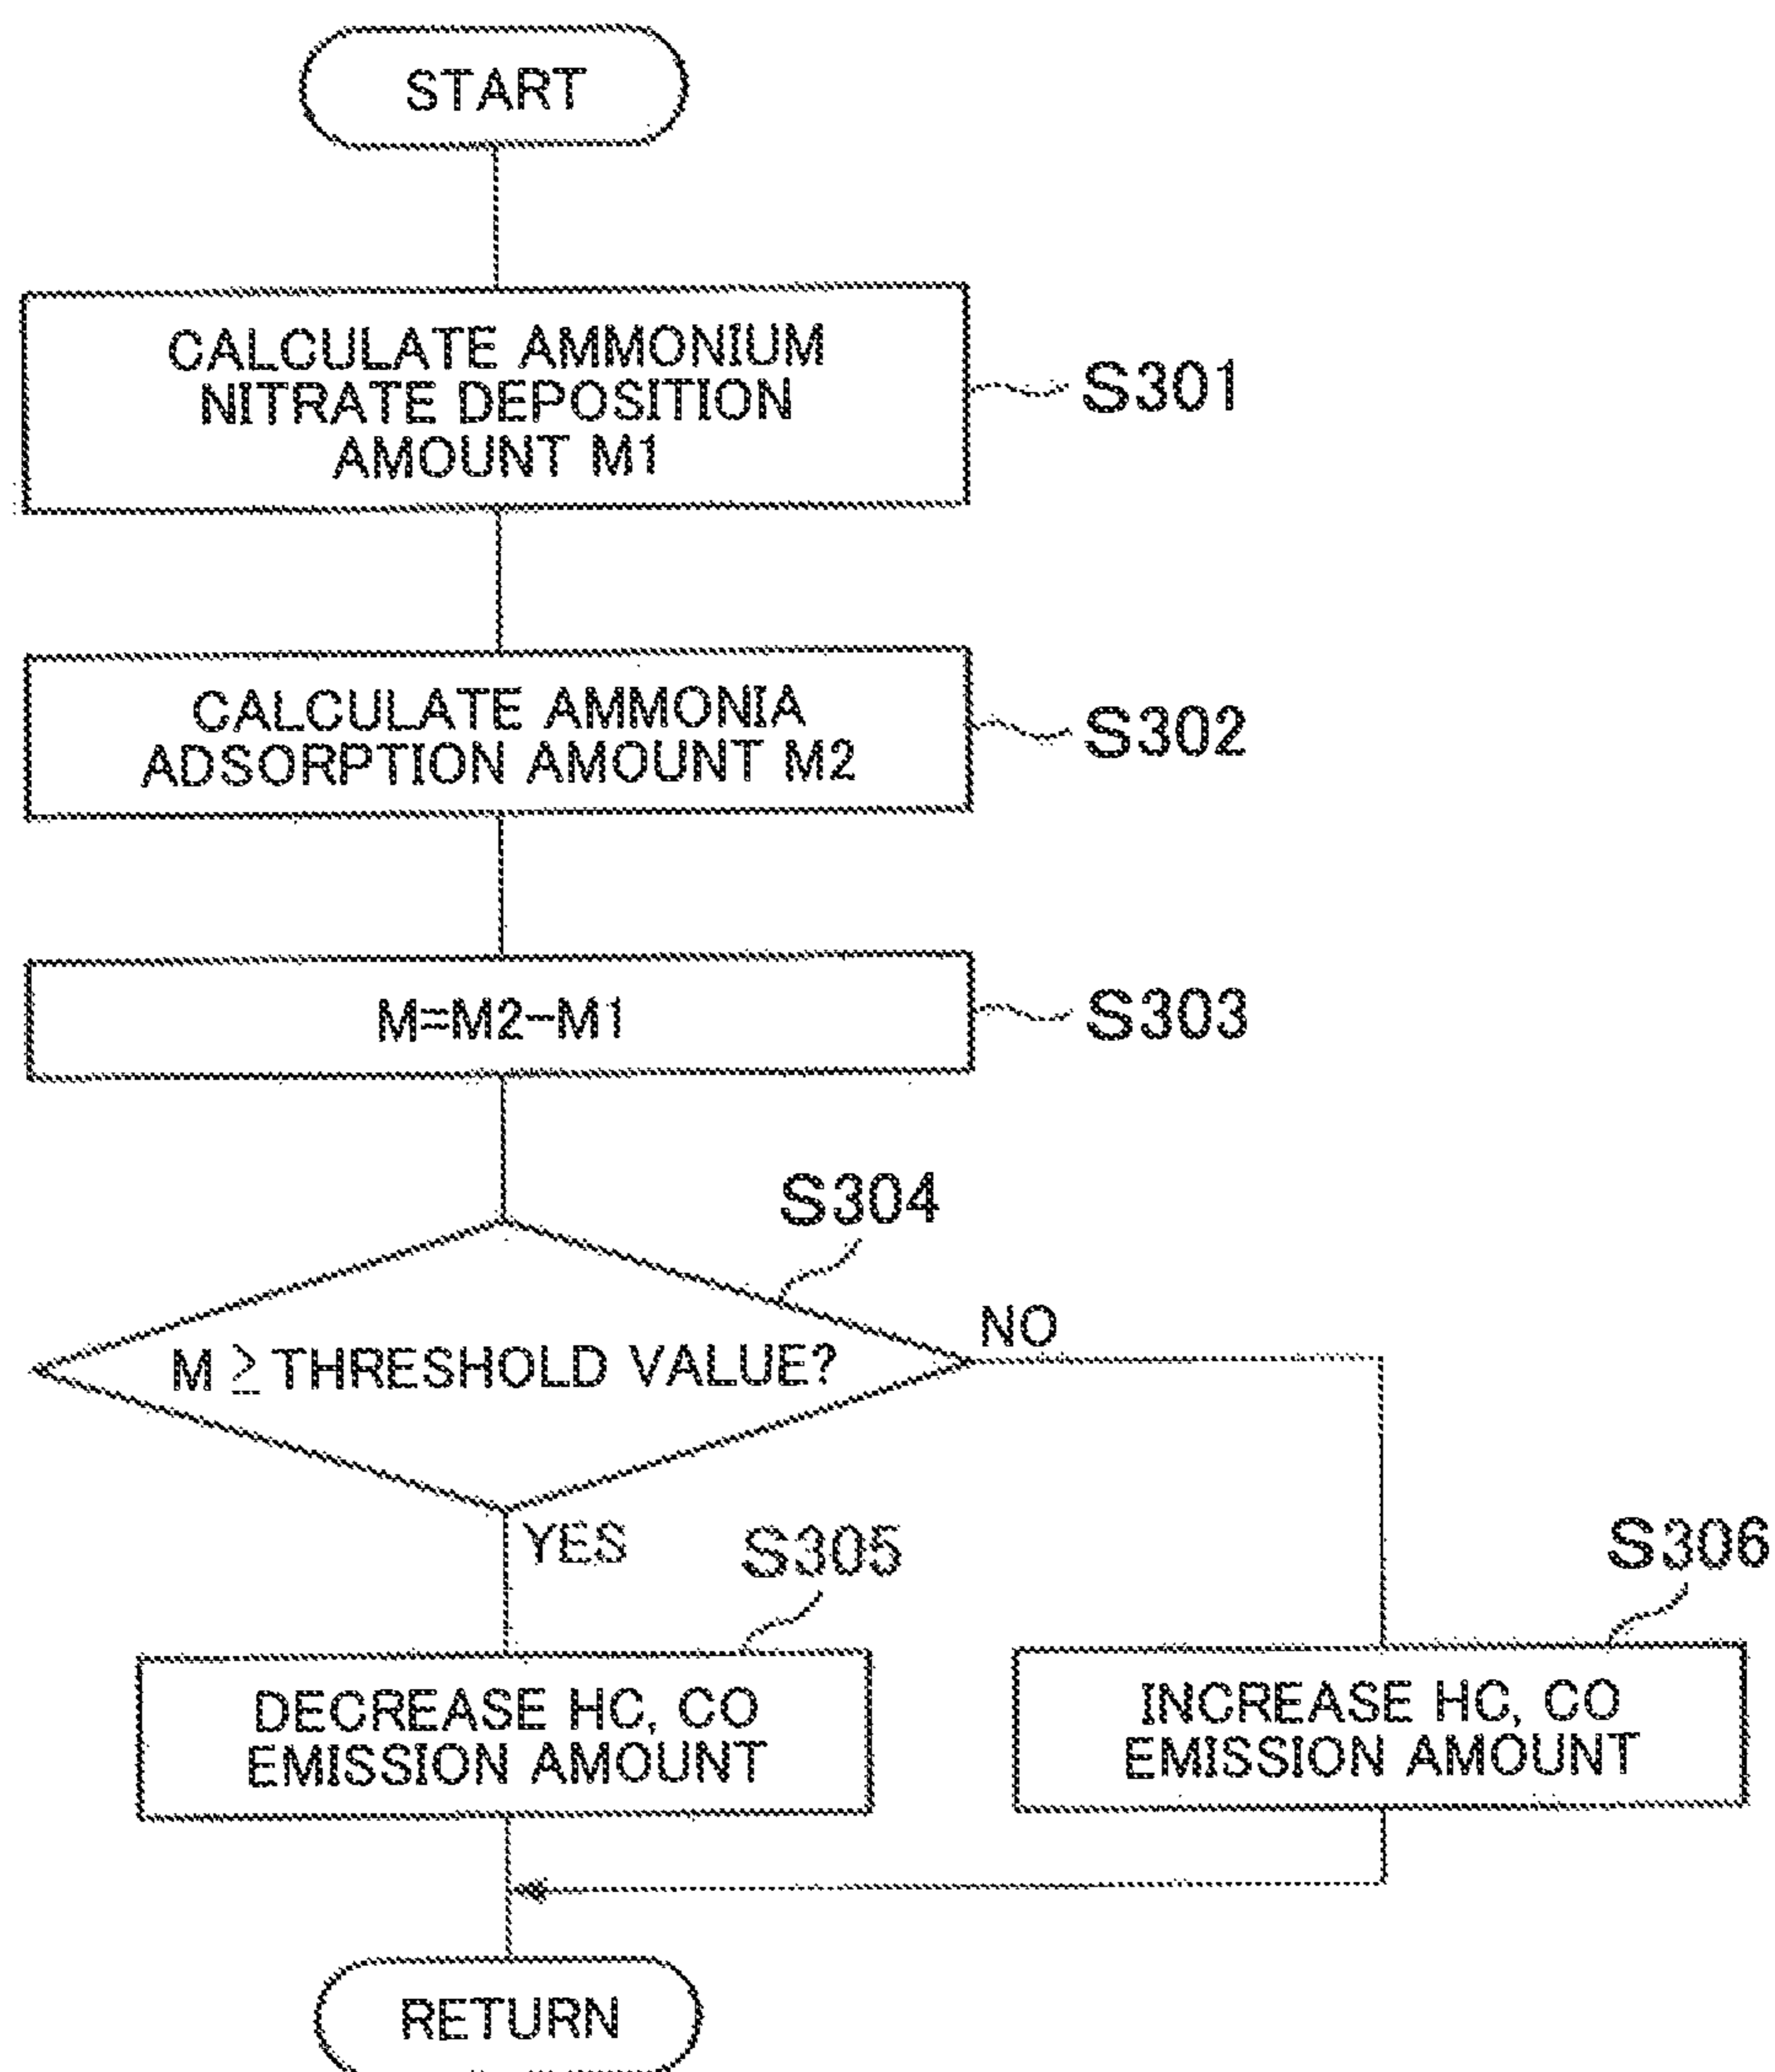 START
CALCULATE AMMONIUM
NITRATE DEPOSITION
AMOUNT M1
S301
CALCULATE AMMONIA
ADSORPTION AMOUNT M2
S302
M=M2-M1
S303
S304
M ≥ THRESHOLD VALUE?
NO
YES
S305
S306
DECREASE HC, CO
EMISSION AMOUNT
INCREASE HC, CO
EMISSION AMOUNT
RETURN